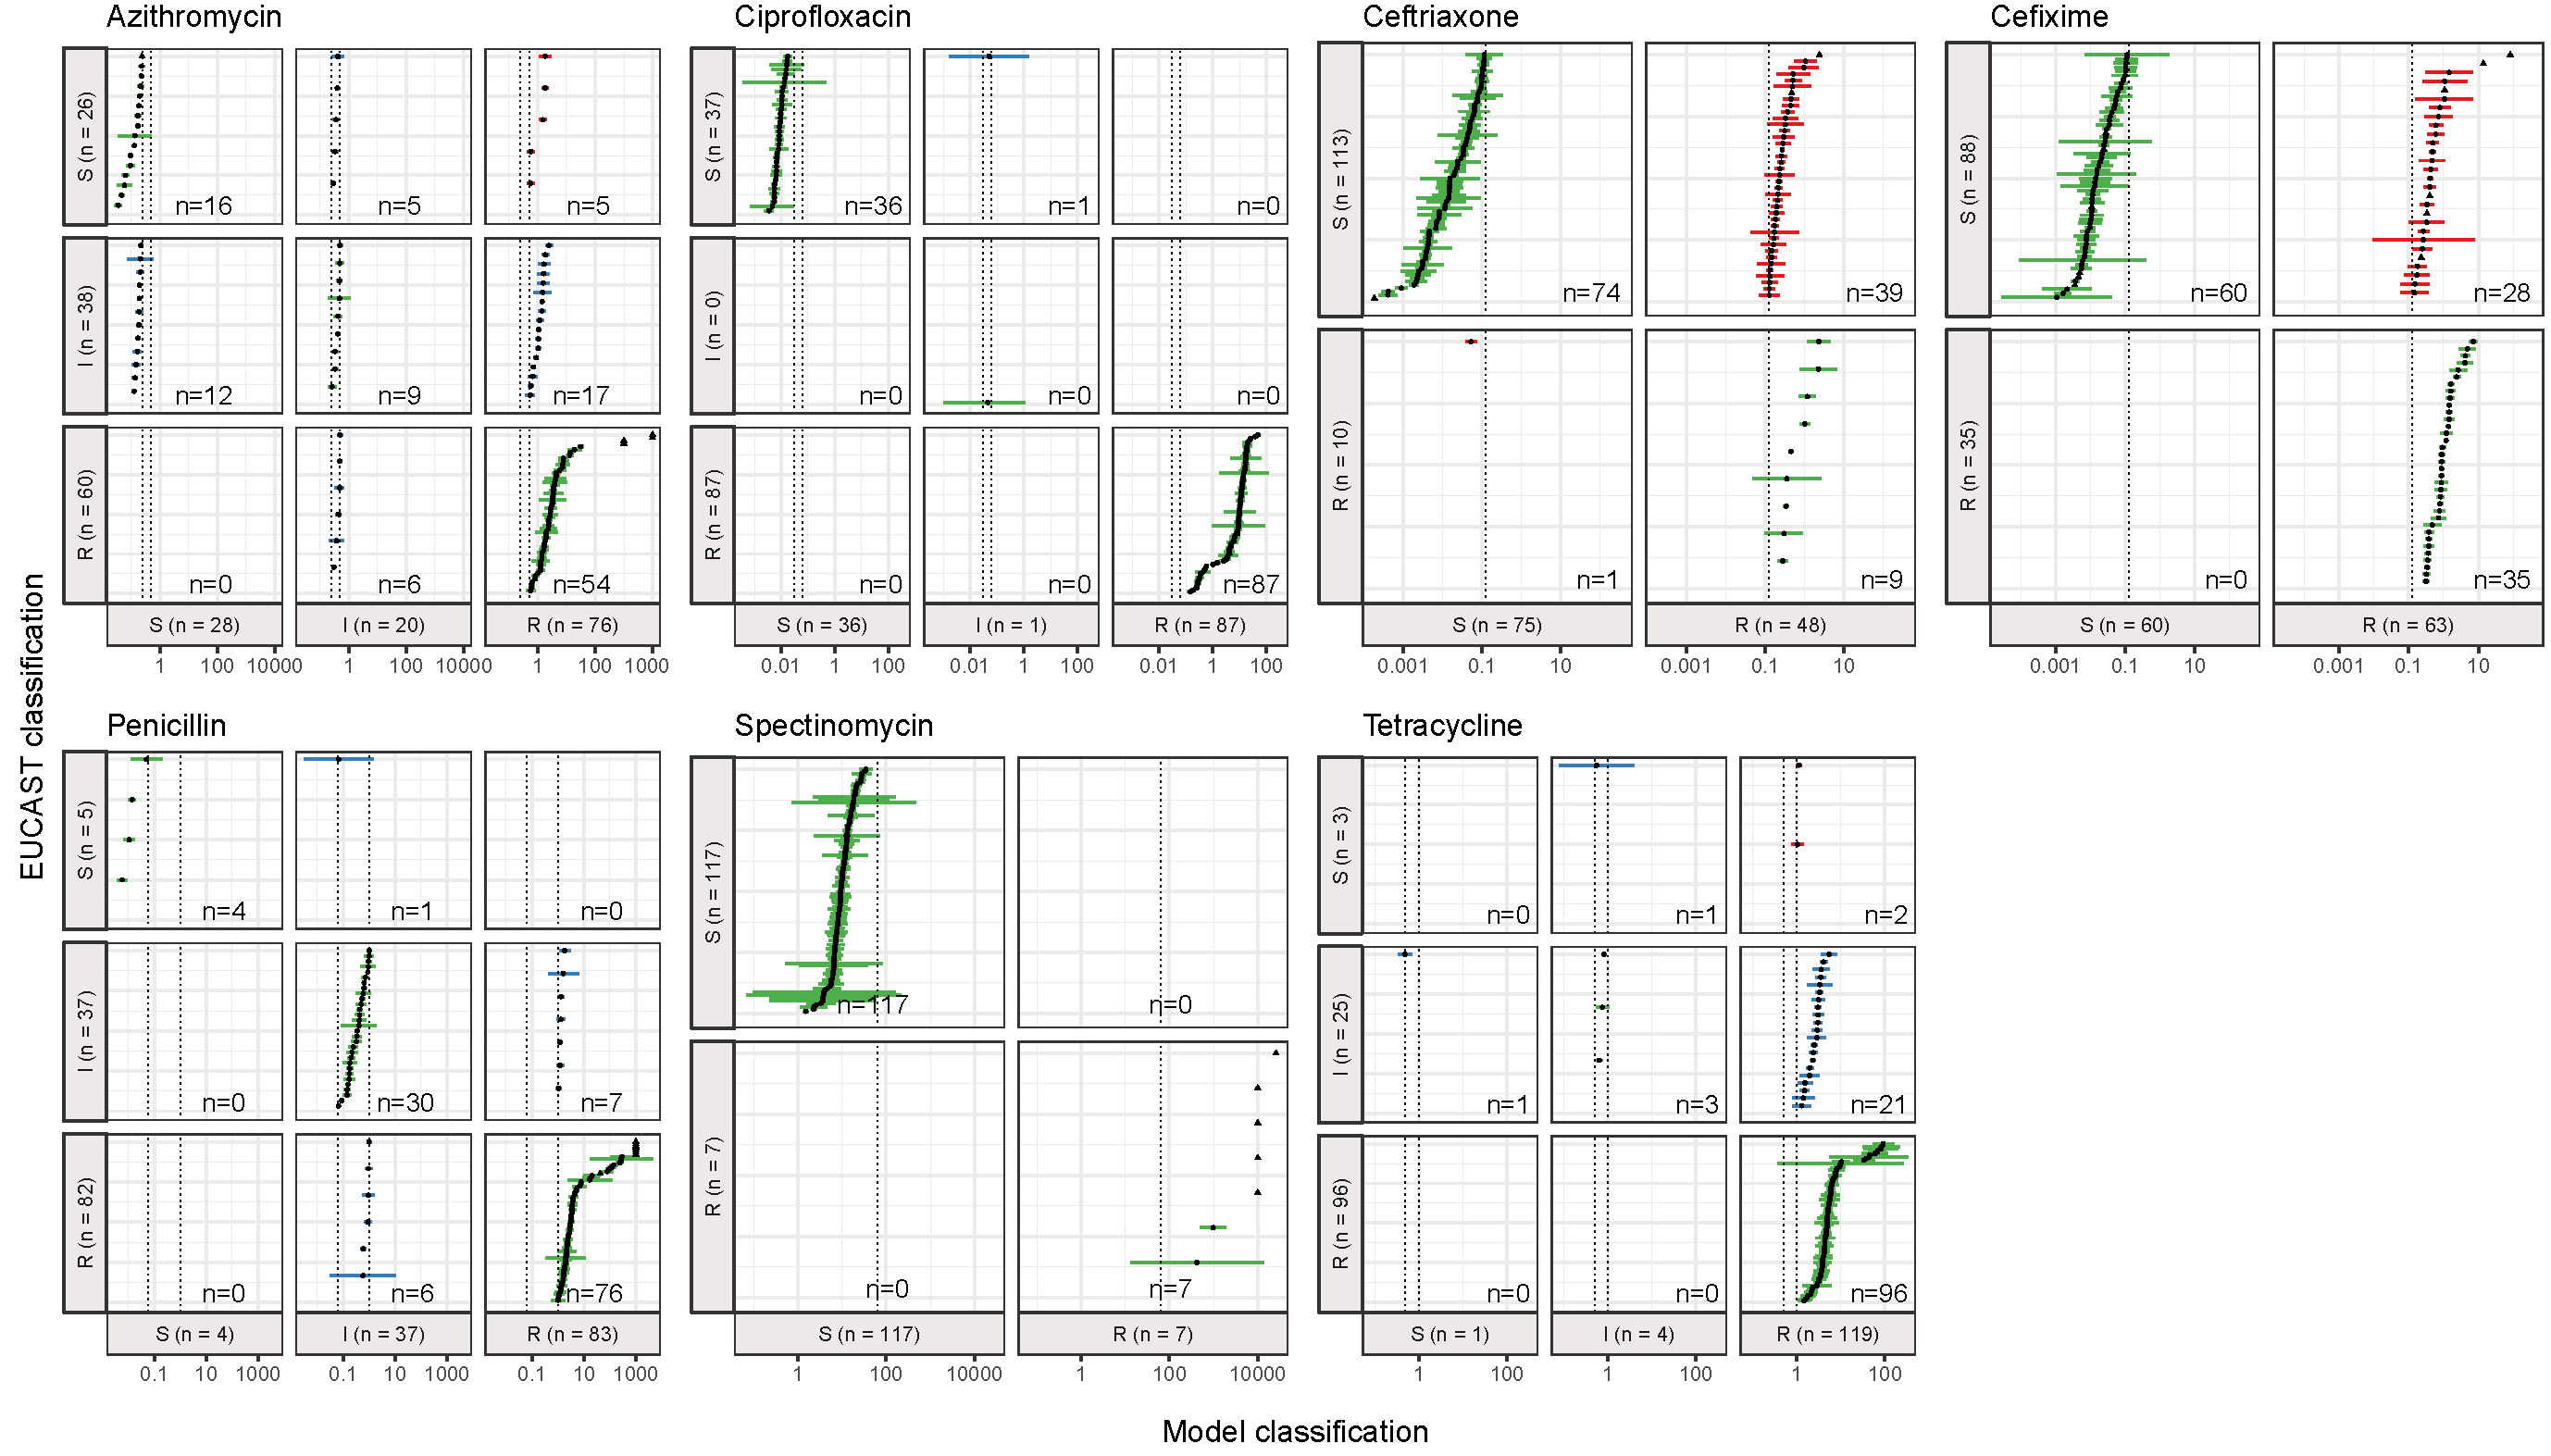 Azithromycin
S (n = 26)
n=16
n=5
n=5
I (n = 38)
n=12
n=9
n=17
R (n = 60)
n=0
n=6
n=54
S (n = 28)
I (n = 20)
R (n = 76)
1 100 10000
1 100 10000
1 100 1000
Ciprofloxacin
S (n = 37)
n=36
n=1
n=0
I (n = 0)
n=0
n=0
n=0
R (n = 87)
n=0
n=0
n=87
S (n = 36)
I (n = 1)
R (n = 87)
0.01 1 100
0.01 1 100
0.01 1 100
Ceftriaxone
S (n = 113)
n=74
n=39
R (n = 10)
n=1
n=9
S (n = 75)
R (n = 48)
0.001 0.1 10
0.001 0.1 10
Cefixime
S (n = 88)
n=60
n=28
R (n = 35)
n=0
n=35
S (n = 60)
R (n = 63)
0.001 0.1 10
0.001 0.1 10
EUCAST classification
Penicillin
S (n = 5)
n=4
n=1
n=0
I (n = 37)
n=0
n=30
n=7
R (n = 82)
n=0
n=6
n=76
S (n = 4)
I (n = 37)
R (n = 83)
0.1 10 1000
0.1 10 1000
0.1 10 1000
Spectinomycin
S (n = 117)
n=117
n=0
R (n = 7)
n=0
n=7
S (n = 117)
R (n = 7)
1 100 10000
1 100 10000
Tetracycline
S (n = 3)
n=0
n=1
n=2
I (n = 25)
n=1
n=3
n=21
R (n = 96)
n=0
n=0
n=96
S (n = 1)
I (n = 4)
R (n = 119)
1 100
1 100
1 100
Model classification